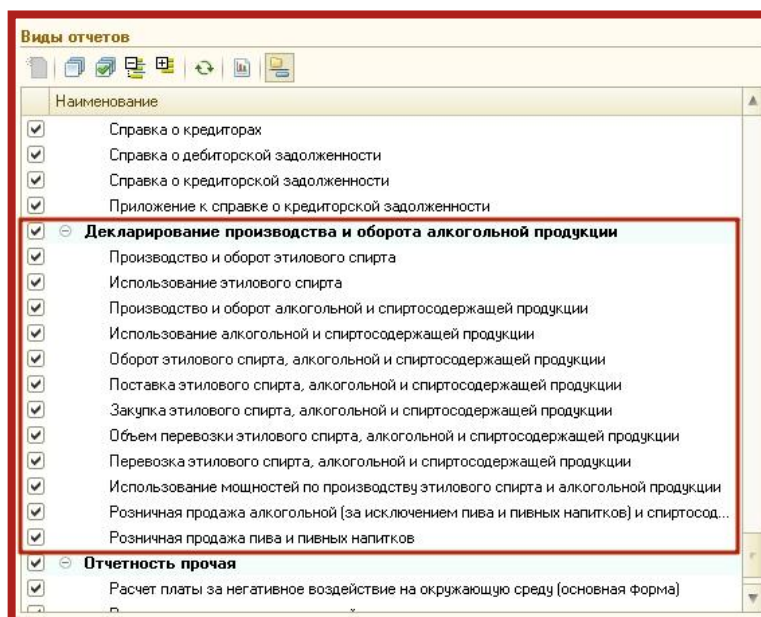 Виды отчетов
Наименование
Справка о кредиторах
Справка о дебиторской задолженности
Справка о кредиторской задолженности
Приложение к справке о кредиторской задолженности
Декларирование производства и оборота алкогольной продукции
Производство и оборот этилового спирта
Использование этилового спирта
Производство и оборот алкогольной и спиртосодержащей продукции
Использование алкогольной и спиртосодержащей продукции
Оборот этилового спирта, алкогольной и спиртосодержащей продукции
Поставка этилового спирта, алкогольной и спиртосодержащей продукции
Закупка этилового спирта, алкогольной и спиртосодержащей продукции
Объем перевозки этилового спирта, алкогольной и спиртосодержащей продукции
Перевозка этилового спирта, алкогольной и спиртосодержащей продукции
Использование мощностей по производству этилового спирта и алкогольной продукции
Розничная продажа алкогольной (за исключением пива и пивных напитков) и спиртосод...
Розничная продажа пива и пивных напитков
Отчетность прочая
Расчет платы за негативное воздействие на окружающую среду (основная форма)